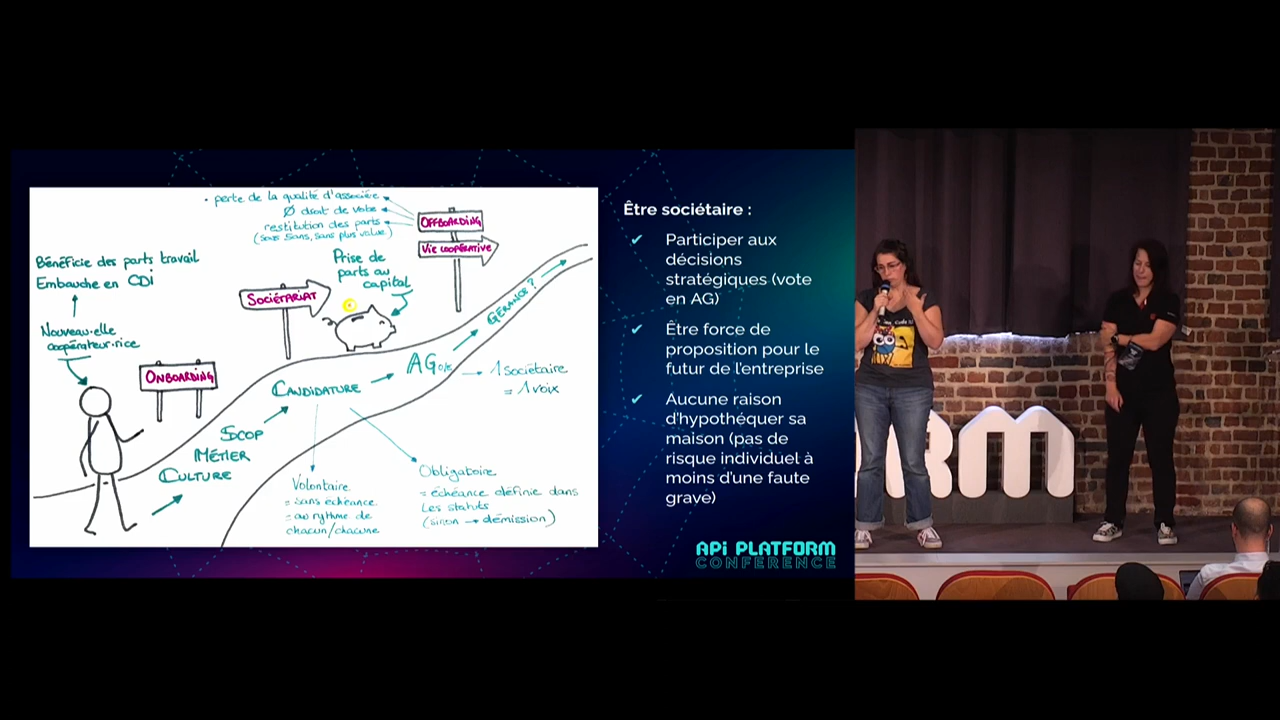 • perte de la qualité d'associé·e
Ø droit de vote
restitution des parts
(sous 5ans, sans plus value)
OFFBOARDING
VIE COOPÉRATIVE
Bénéficie des parts travail
Embauche en CDI
Prise de
parts au
capital
SOCIÉTARIAT
Nouveau·elle
coopérateur·rice
ONBOARDING
GÉRANCE ?
AG
CANDIDATURE
1 sociétaire
= 1 voix
SCOP
MÉTIER
CULTURE
Volontaire
= sans échéance
= au rythme de
chacun/chacune
Obligatoire
= échéance définie dans
les statuts
(sinon → démission)
Être sociétaire :
✔ Participer aux
décisions
stratégiques (vote
en AG)
✔ Être force de
proposition pour le
futur de l'entreprise
✔ Aucune raison
d'hypothéquer sa
maison (pas de
risque individuel à
moins d'une faute
grave)
API PLATFORM
CONFERENCE